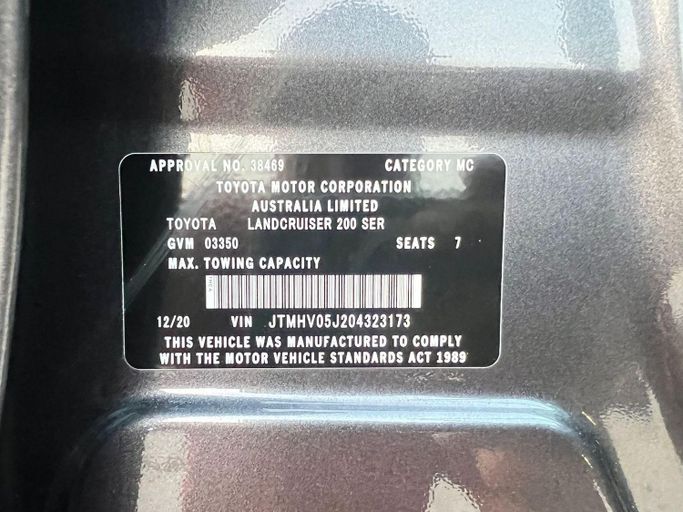 APPROVAL NO. 38469 CATEGORY MC
TOYOTA MOTOR CORPORATION
AUSTRALIA LIMITED
TOYOTA LANDCRUISER 200 SER
GVM 03350 SEATS 7
MAX. TOWING CAPACITY
12/20 VIN JTMHV05J204323173
THIS VEHICLE WAS MANUFACTURED TO COMPLY
WITH THE MOTOR VEHICLE STANDARDS ACT 1989